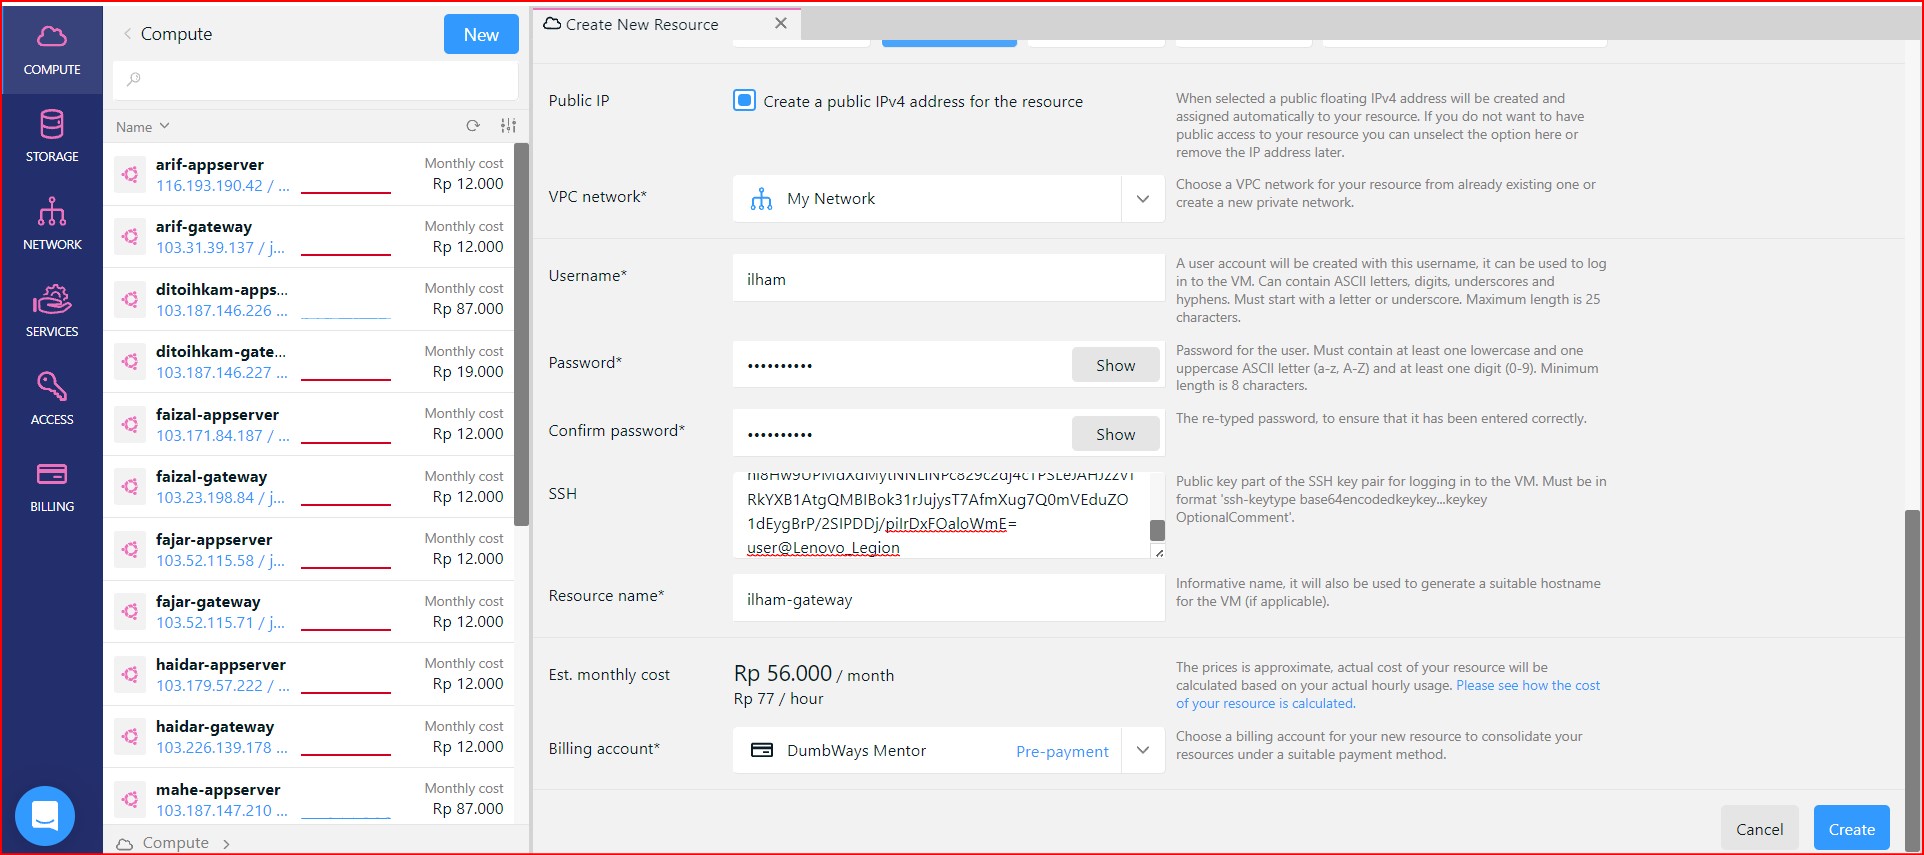 COMPUTE
STORAGE
NETWORK
SERVICES
ACCESS
BILLING
Compute
New
Name
arif-appserver
116.193.190.42 / ...
Monthly cost
Rp 12.000
arif-gateway
103.31.39.137 / j...
Monthly cost
Rp 12.000
ditoihkam-apps...
103.187.146.226 ...
Monthly cost
Rp 87.000
ditoihkam-gate...
103.187.146.227 ...
Monthly cost
Rp 19.000
faizal-appserver
103.171.84.187 / ...
Monthly cost
Rp 12.000
faizal-gateway
103.23.198.84 / j...
Monthly cost
Rp 12.000
fajar-appserver
103.52.115.58 / j...
Monthly cost
Rp 12.000
fajar-gateway
103.52.115.71 / j...
Monthly cost
Rp 12.000
haidar-appserver
103.179.57.222 / ...
Monthly cost
Rp 12.000
haidar-gateway
103.226.139.178 ...
Monthly cost
Rp 12.000
mahe-appserver
103.187.147.210 ...
Monthly cost
Rp 87.000
Compute
Create New Resource
Public IP
Create a public IPv4 address for the resource
When selected a public floating IPv4 address will be created and
assigned automatically to your resource. If you do not want to have
public access to your resource you can unselect the option here or
remove the IP address later.
VPC network*
My Network
Choose a VPC network for your resource from already existing one or
create a new private network.
Username*
ilham
A user account will be created with this username, it can be used to log
in to the VM. Can contain ASCII letters, digits, underscores and
hyphens. Must start with a letter or underscore. Maximum length is 25
characters.
Password*
••••••••••
Show
Password for the user. Must contain at least one lowercase and one
uppercase ASCII letter (a-z, A-Z) and at least one digit (0-9). Minimum
length is 8 characters.
Confirm password*
••••••••••
Show
The re-typed password, to ensure that it has been entered correctly.
SSH
RkYXB1AtgQMBIBok31rJujysT7AfmXug7Q0mVEduZO
1dEygBrP/2SIPDDj/piIrDxFOaloWmE=
user@Lenovo_Legion
Public key part of the SSH key pair for logging in to the VM. Must be in
format 'ssh-keytype base64encodedkeykey...keykey
OptionalComment'.
Resource name*
ilham-gateway
Informative name, it will also be used to generate a suitable hostname
for the VM (if applicable).
Est. monthly cost
Rp 56.000 / month
Rp 77 / hour
The prices is approximate, actual cost of your resource will be
calculated based on your actual hourly usage. Please see how the cost
of your resource is calculated.
Billing account*
DumbWays Mentor
Pre-payment
Choose a billing account for your new resource to consolidate your
resources under a suitable payment method.
Cancel
Create